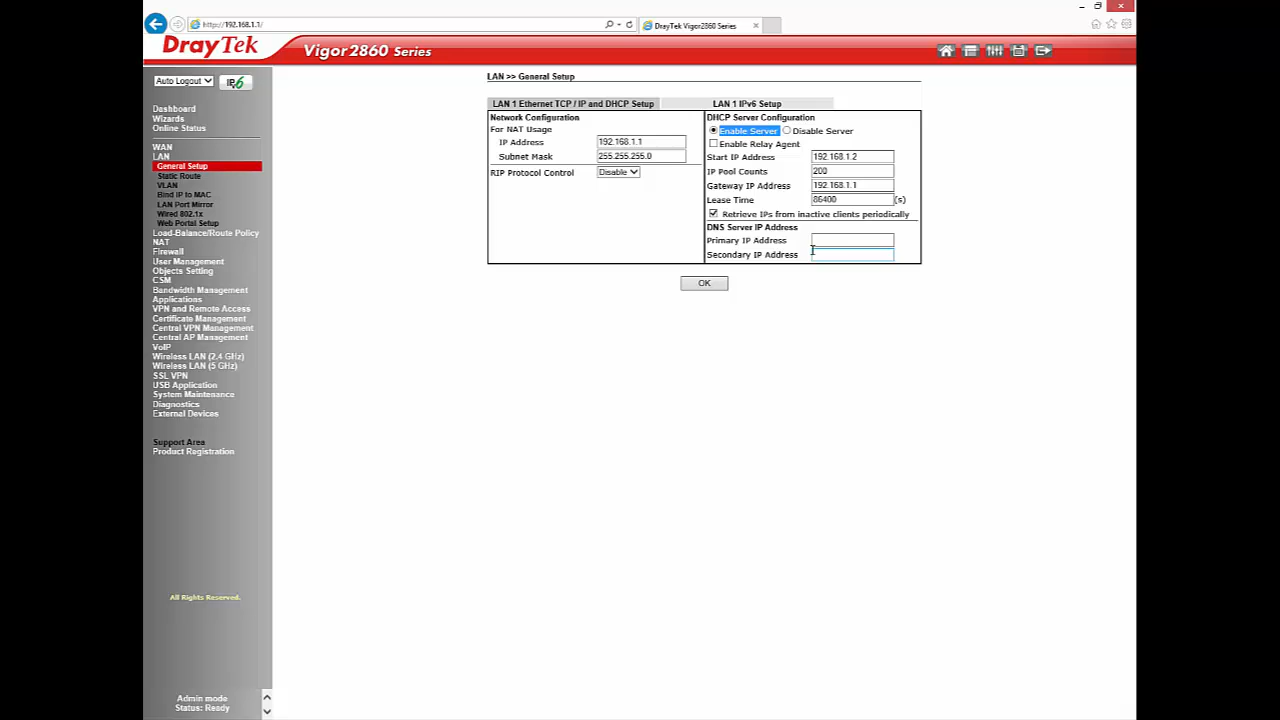 http://192.168.1.1/
DrayTek Vigor2860 Series
DrayTek
Vigor2860 Series
Auto Logout
IPv6
Dashboard
Wizards
Online Status
WAN
LAN
General Setup
Static Route
VLAN
Bind IP to MAC
LAN Port Mirror
Wired 802.1x
Web Portal Setup
Load-Balance/Route Policy
NAT
Firewall
User Management
Objects Setting
CSM
Bandwidth Management
Applications
VPN and Remote Access
Certificate Management
Central VPN Management
Central AP Management
VoIP
Wireless LAN (2.4 GHz)
Wireless LAN (5 GHz)
SSL VPN
USB Application
System Maintenance
Diagnostics
External Devices
Support Area
Product Registration
All Rights Reserved.
Admin mode
Status: Ready
LAN >> General Setup
LAN 1 Ethernet TCP / IP and DHCP Setup
LAN 1 IPv6 Setup
Network Configuration
For NAT Usage
IP Address 192.168.1.1
Subnet Mask 255.255.255.0
RIP Protocol Control Disable
DHCP Server Configuration
Enable Server Disable Server
Enable Relay Agent
Start IP Address 192.168.1.2
IP Pool Counts 200
Gateway IP Address 192.168.1.1
Lease Time 86400 (s)
Retrieve IPs from inactive clients periodically
DNS Server IP Address
Primary IP Address
Secondary IP Address
OK